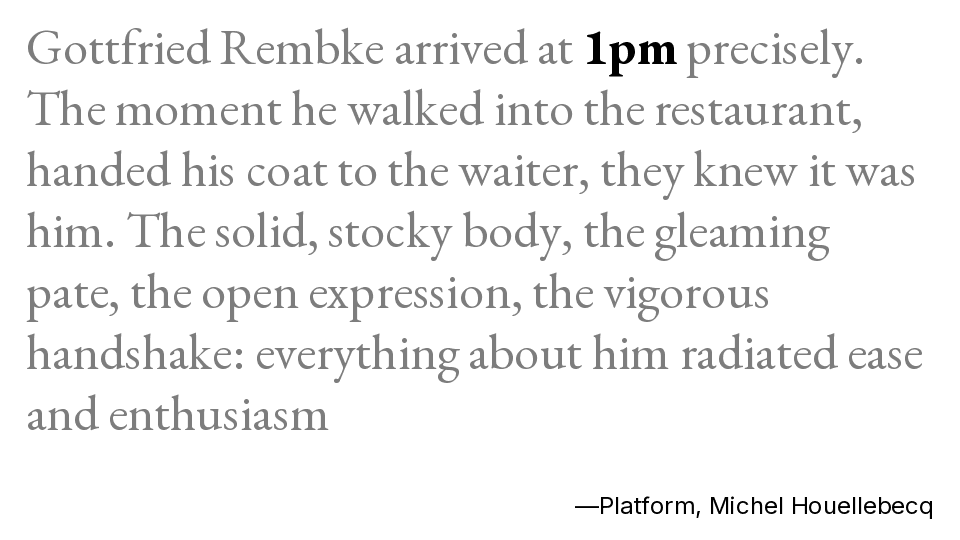 Gottfried Rembke arrived at 1pm precisely.
The moment he walked into the restaurant,
handed his coat to the waiter, they knew it was
him. The solid, stocky body, the gleaming
pate, the open expression, the vigorous
handshake: everything about him radiated ease
and enthusiasm
—Platform, Michel Houellebecq